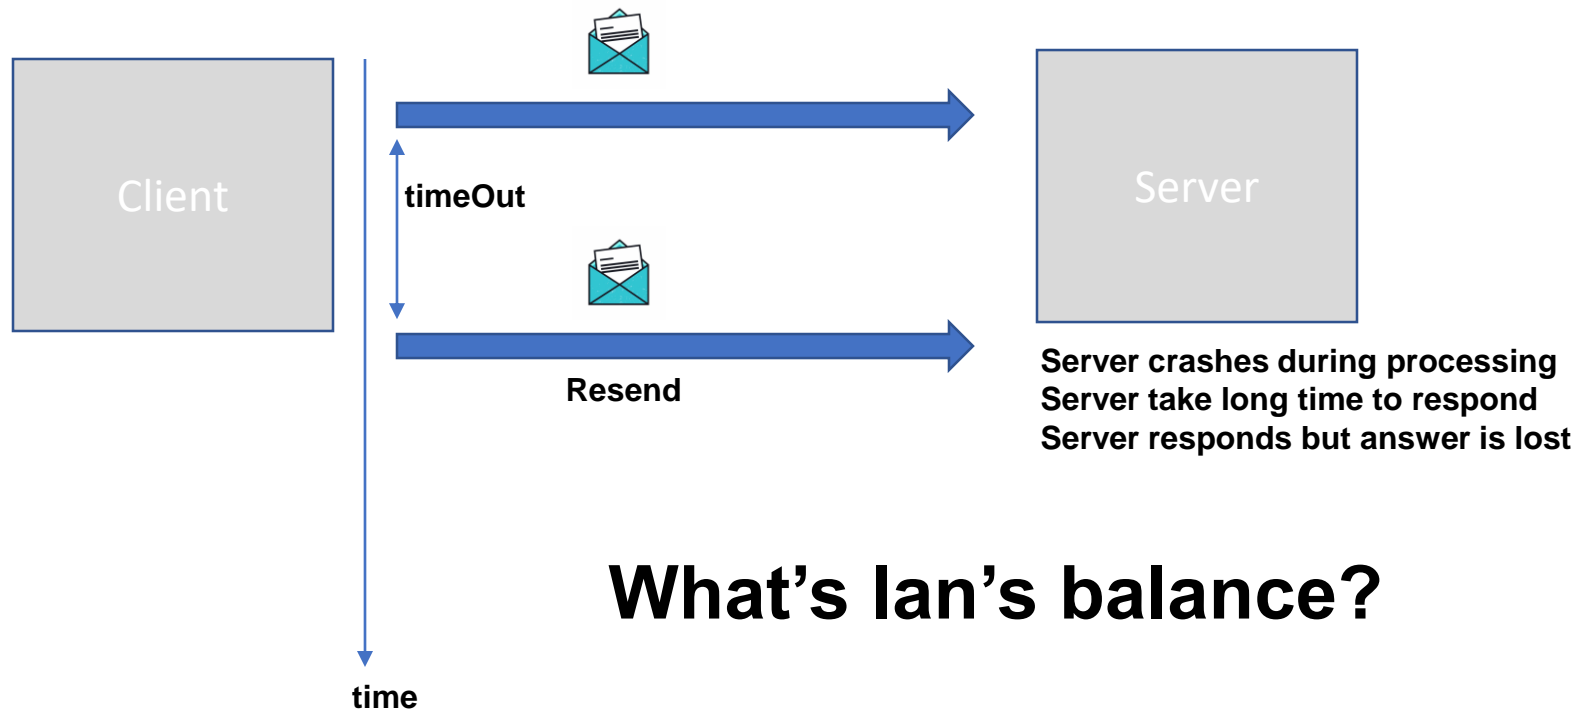 Client
Server
timeOut
Resend
Server crashes during processing
Server take long time to respond
Server responds but answer is lost
What’s Ian’s balance?
time